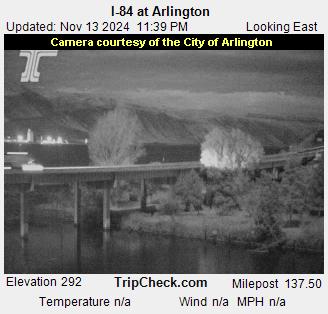 I-84 at Arlington
Updated: Nov 13 2024 11:39 PM Looking East
Camera courtesy of the City of Arlington
Elevation 292 TripCheck.com Milepost 137.50
Temperature n/a Wind n/a MPH n/a